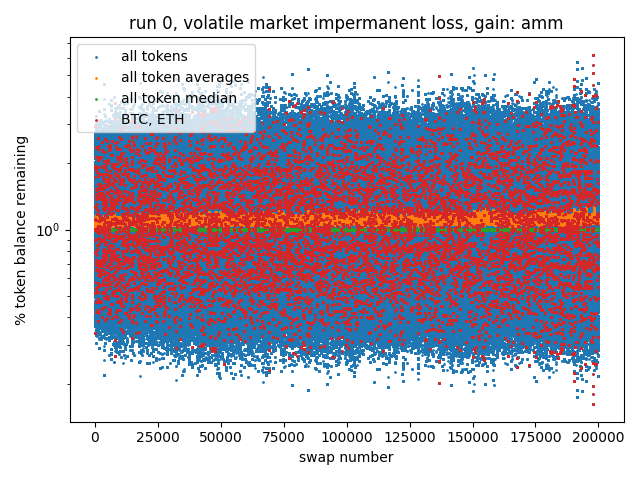 run 0, volatile market impermanent loss, gain: amm
all tokens
all token averages
all token median
BTC, ETH
% token balance remaining
10^0
0 25000 50000 75000 100000 125000 150000 175000 200000
swap number